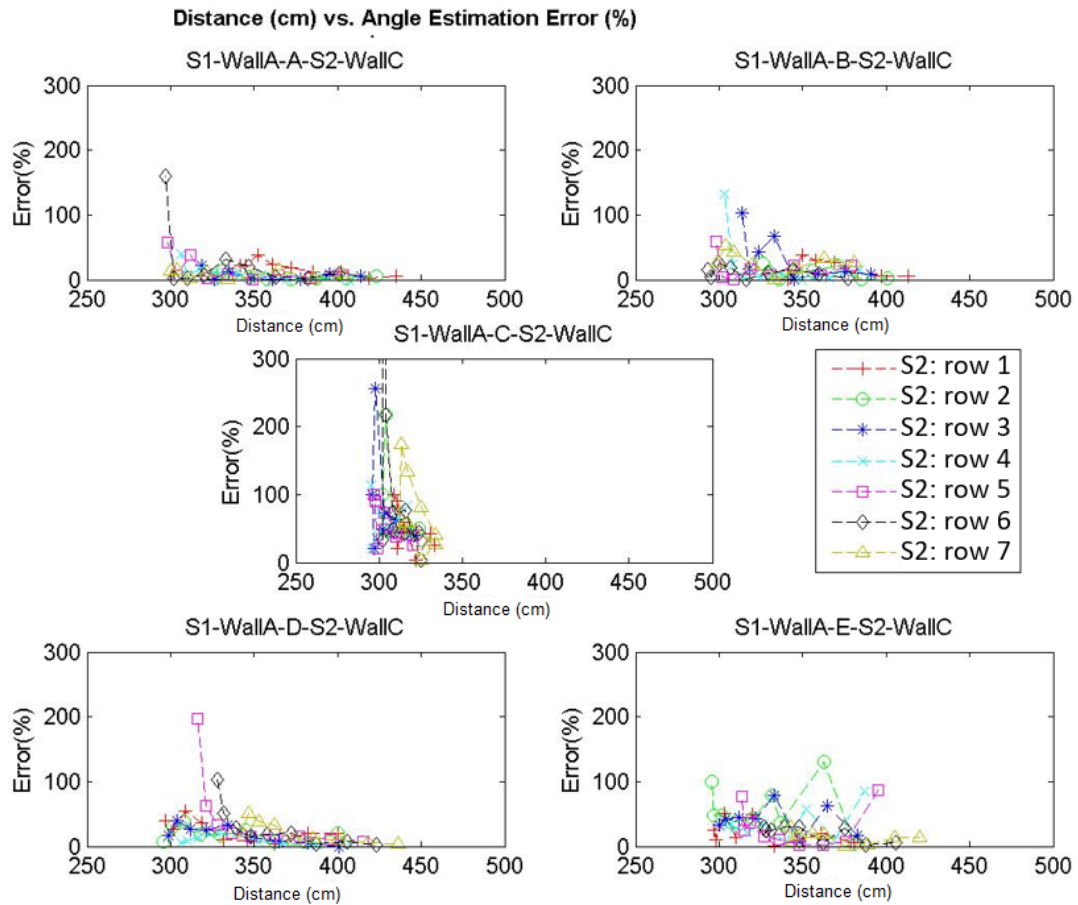 Distance (cm) vs. Angle Estimation Error (%)
S1-WallA-A-S2-WallC
300
200
100
0
Error(%)
250 300 350 400 450 500
Distance (cm)
S1-WallA-B-S2-WallC
300
200
100
0
Error(%)
250 300 350 400 450 500
Distance (cm)
S1-WallA-C-S2-WallC
300
200
100
0
Error(%)
250 300 350 400 450 500
Distance (cm)
S2: row 1
S2: row 2
S2: row 3
S2: row 4
S2: row 5
S2: row 6
S2: row 7
S1-WallA-D-S2-WallC
300
200
100
0
Error(%)
250 300 350 400 450 500
Distance (cm)
S1-WallA-E-S2-WallC
300
200
100
0
Error(%)
250 300 350 400 450 500
Distance (cm)